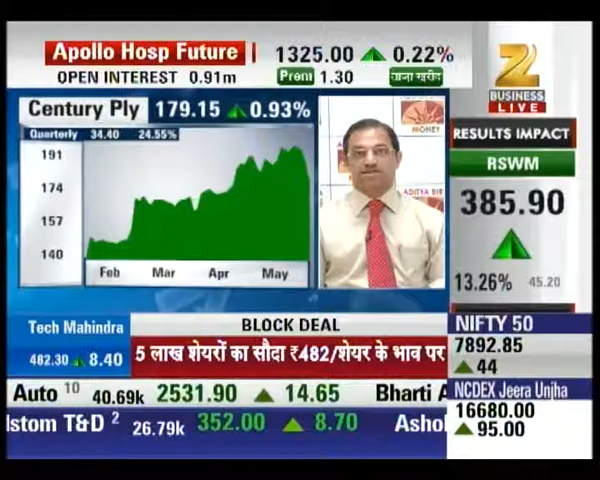 Apollo Hosp Future
1325.00 0.22%
OPEN INTEREST 0.91m
Prem 1.30
ताजा खरीद
Z
BUSINESS
LIVE
Century Ply 179.15 0.93%
Quarterly 34.40 24.55%
191
174
157
140
Feb Mar Apr May
MONEY
ADITYA BIR
RESULTS IMPACT
RSWM
385.90
13.26% 45.20
Tech Mahindra
482.30 8.40
BLOCK DEAL
5 लाख शेयरों का सौदा ₹482/शेयर के भाव पर
NIFTY 50
7892.85
44
NCDEX Jeera Unjha
16680.00
95.00
Auto 10 40.69k 2531.90 14.65 Bharti A
lstom T&D 2 26.79k 352.00 8.70 Asho